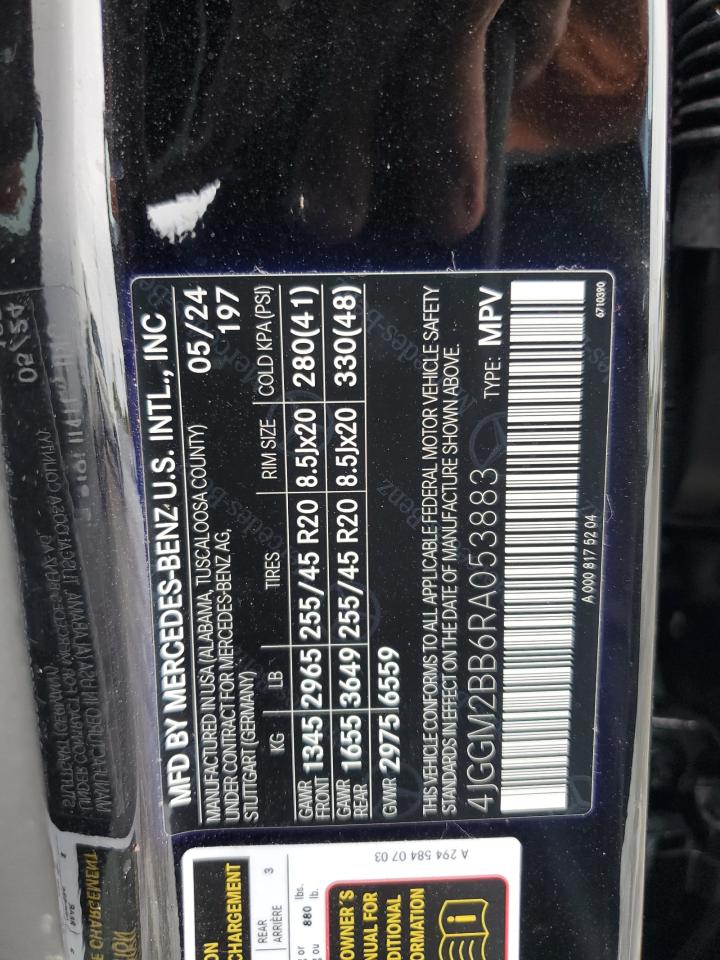 MFD BY MERCEDES-BENZ U.S. INTL., INC
MANUFACTURED IN USA (ALABAMA, TUSCALOOSA COUNTY) 05/24
UNDER CONTRACT FOR MERCEDES-BENZ AG, 197
STUTTGART (GERMANY)
KG LB TIRES RIM SIZE COLD KPA (PSI)
GAWR FRONT 1345 2965 255/45 R20 8.5Jx20 280(41)
GAWR REAR 1655 3649 255/45 R20 8.5Jx20 330(48)
GVWR 2975 6559
THIS VEHICLE CONFORMS TO ALL APPLICABLE FEDERAL MOTOR VEHICLE SAFETY
STANDARDS IN EFFECT ON THE DATE OF MANUFACTURE SHOWN ABOVE.
4JGGM2BB6RA053883 TYPE: MPV
A 000 817 52 04 6710390
A 294 584 07 03
CHARGEMENT
REAR
ARRIÈRE 3
or 880 lbs.
ou lb.
OWNER'S
FOR